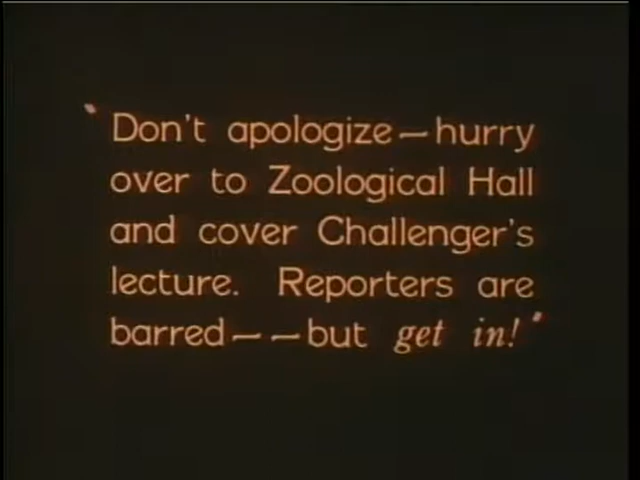 "Don't apologize—hurry
over to Zoological Hall
and cover Challenger's
lecture. Reporters are
barred——but get in!"